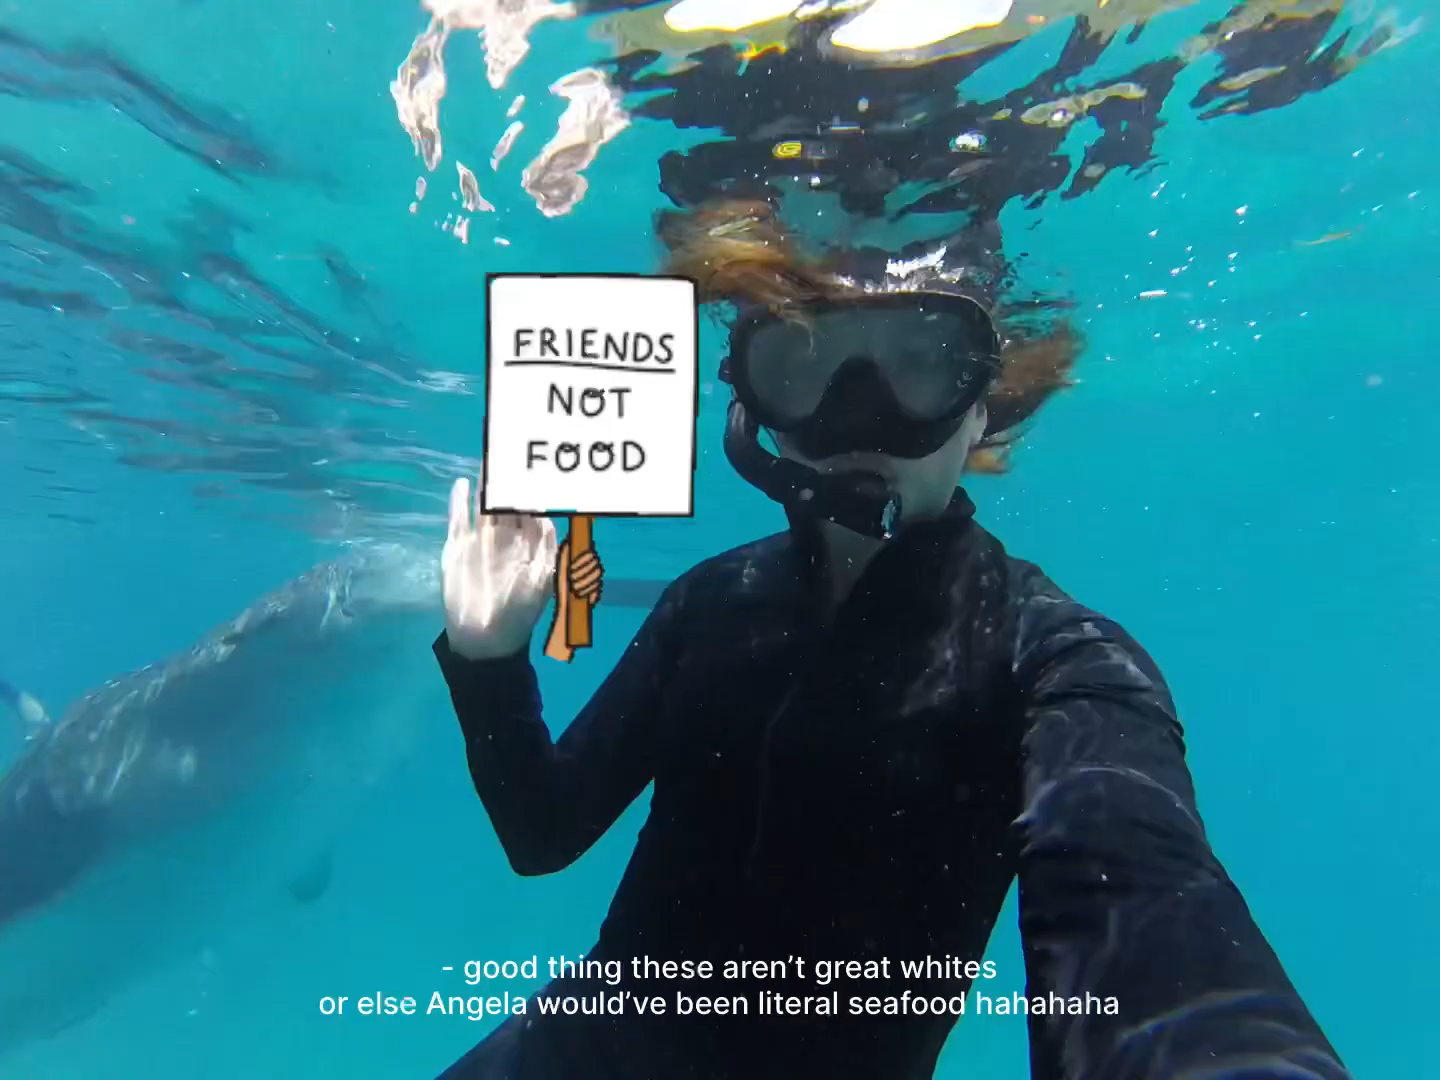 FRIENDS
NOT
FOOD
- good thing these aren’t great whites
or else Angela would’ve been literal seafood hahahaha